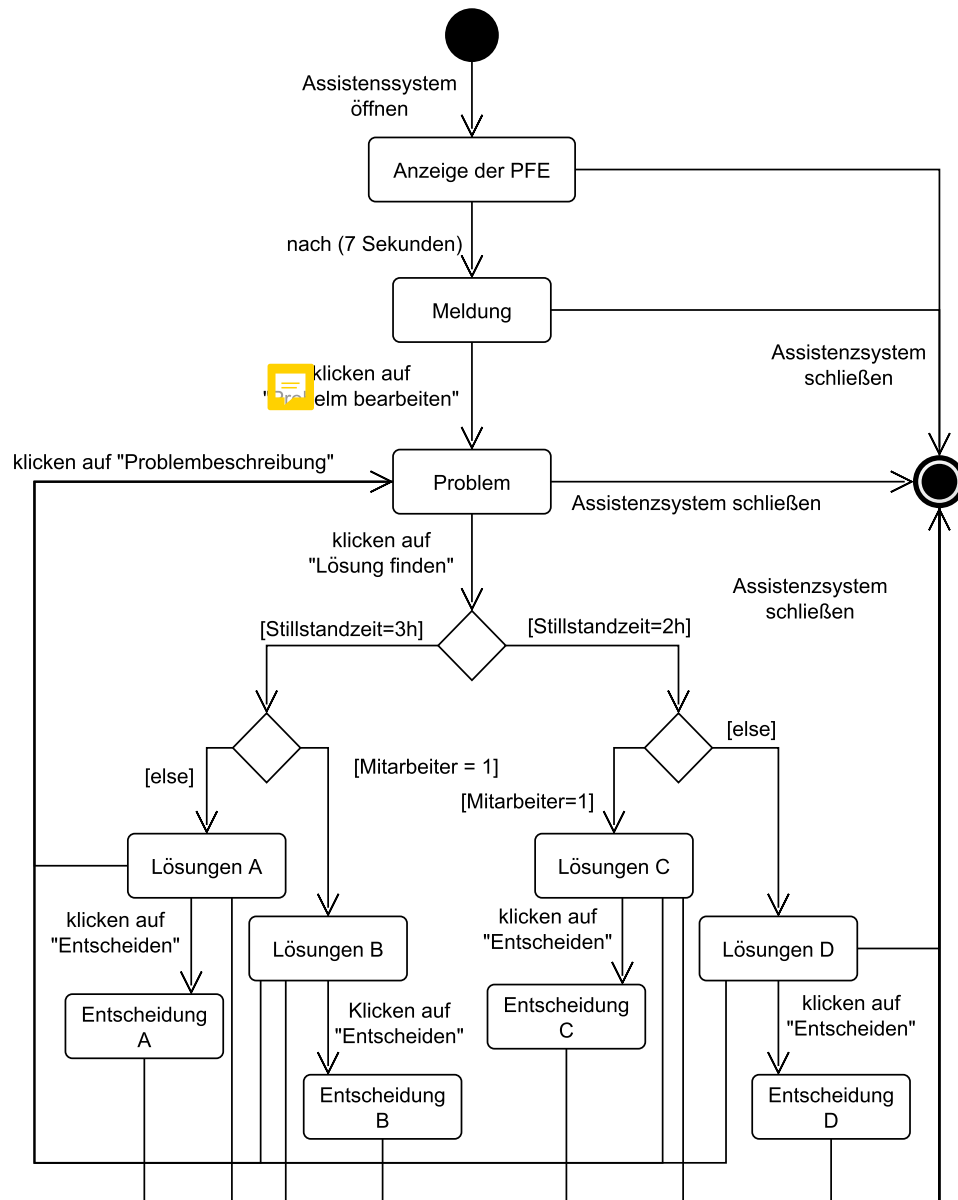 Assistenssystem
öffnen
Anzeige der PFE
nach (7 Sekunden)
Meldung
Assistenzsystem
schließen
klicken auf
bearbeiten"
klicken auf "Problembeschreibung"
Problem
Assistenzsystem schließen
klicken auf
"Lösung finden"
Assistenzsystem
schließen
[Stillstandzeit=3h]
[Stillstandzeit=2h]
[else]
[Mitarbeiter = 1]
[else]
[Mitarbeiter=1]
Lösungen A
Lösungen C
klicken auf
"Entscheiden"
Lösungen B
klicken auf
"Entscheiden"
Lösungen D
Entscheidung
A
Klicken auf
"Entscheiden"
Entscheidung
C
klicken auf
"Entscheiden"
Entscheidung
B
Entscheidung
D